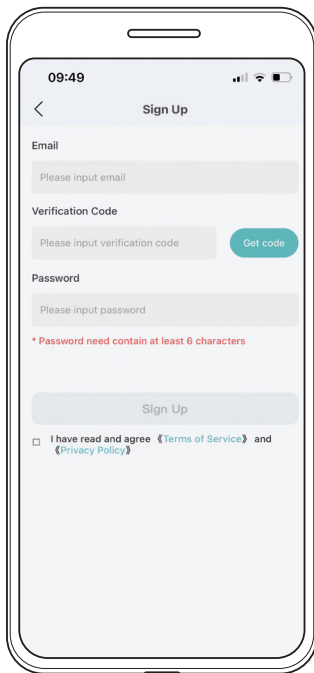 09:49
Sign Up
Email
Please input email
Verification Code
Please input verification code
Get code
Password
Please input password
* Password need contain at least 6 characters
Sign Up
I have read and agree 《Terms of Service》 and
《Privacy Policy》